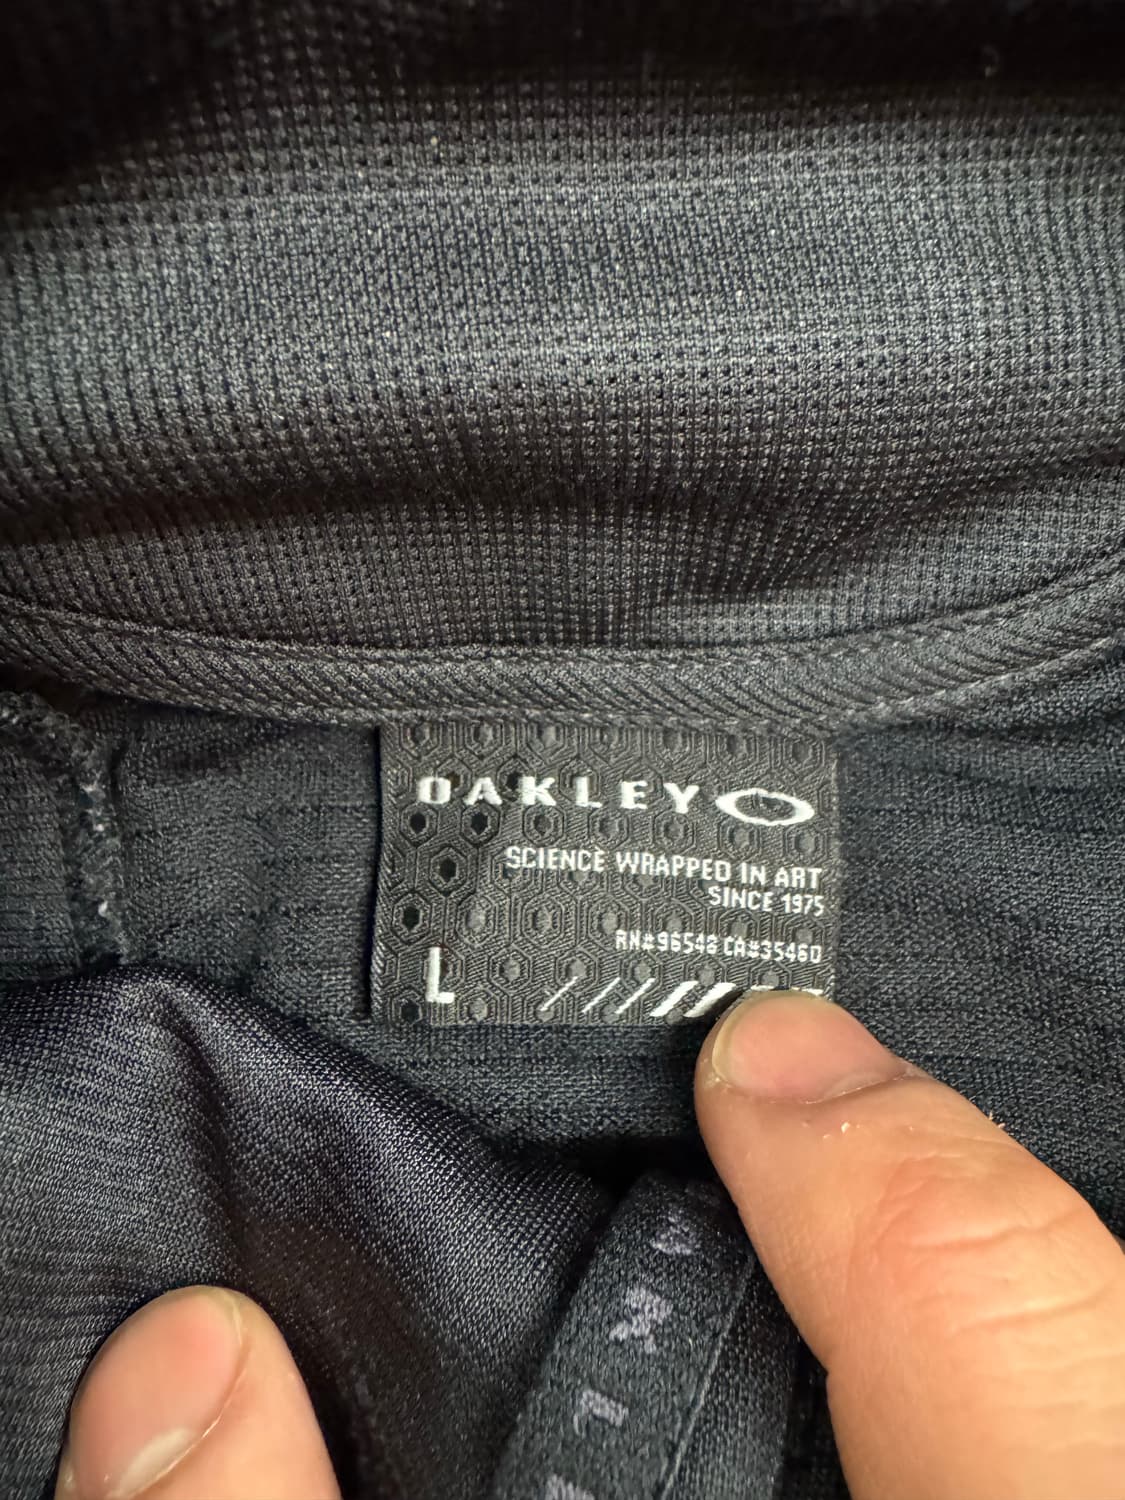 OAKLEY
SCIENCE WRAPPED IN ART
SINCE 1975
RN#96548 CA#35460
L